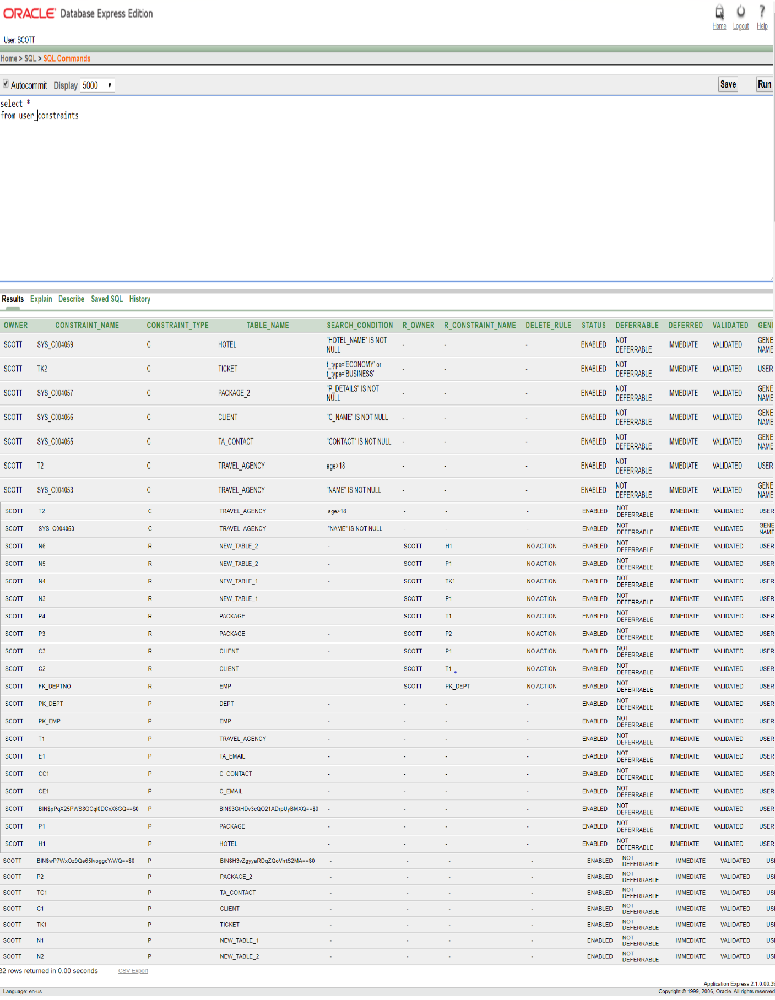 ORACLE Database Express Edition
Home Logout Help
User: SCOTT
Home > SQL > SQL Commands
Autocommit Display 5000 Save Run
select *
from user_constraints
Results Explain Describe Saved SQL History
OWNER CONSTRAINT_NAME CONSTRAINT_TYPE TABLE_NAME SEARCH_CONDITION R_OWNER R_CONSTRAINT_NAME DELETE_RULE STATUS DEFERRABLE DEFERRED VALIDATED GENE
SCOTT SYS_C004059 C HOTEL "HOTEL_NAME" IS NOT NULL - - - ENABLED NOT DEFERRABLE IMMEDIATE VALIDATED GENE NAME
SCOTT TK2 C TICKET t_type='ECONOMY' or t_type='BUSINESS' - - - ENABLED NOT DEFERRABLE IMMEDIATE VALIDATED USER
SCOTT SYS_C004057 C PACKAGE_2 "P_DETAILS" IS NOT NULL - - - ENABLED NOT DEFERRABLE IMMEDIATE VALIDATED GENE NAME
SCOTT SYS_C004056 C CLIENT "C_NAME" IS NOT NULL - - - ENABLED NOT DEFERRABLE IMMEDIATE VALIDATED GENE NAME
SCOTT SYS_C004055 C TA_CONTACT "CONTACT" IS NOT NULL - - - ENABLED NOT DEFERRABLE IMMEDIATE VALIDATED GENE NAME
SCOTT T2 C TRAVEL_AGENCY age>18 - - - ENABLED NOT DEFERRABLE IMMEDIATE VALIDATED USER
SCOTT SYS_C004053 C TRAVEL_AGENCY "NAME" IS NOT NULL - - - ENABLED NOT DEFERRABLE IMMEDIATE VALIDATED GENE NAME
SCOTT T2 C TRAVEL_AGENCY age>18 - - - ENABLED NOT DEFERRABLE IMMEDIATE VALIDATED USER
SCOTT SYS_C004053 C TRAVEL_AGENCY "NAME" IS NOT NULL - - - ENABLED NOT DEFERRABLE IMMEDIATE VALIDATED GENE NAME
SCOTT N6 R NEW_TABLE_2 - SCOTT H1 NO ACTION ENABLED NOT DEFERRABLE IMMEDIATE VALIDATED USER
SCOTT N5 R NEW_TABLE_2 - SCOTT P1 NO ACTION ENABLED NOT DEFERRABLE IMMEDIATE VALIDATED USER
SCOTT N4 R NEW_TABLE_1 - SCOTT TK1 NO ACTION ENABLED NOT DEFERRABLE IMMEDIATE VALIDATED USER
SCOTT N3 R NEW_TABLE_1 - SCOTT P1 NO ACTION ENABLED NOT DEFERRABLE IMMEDIATE VALIDATED USER
SCOTT P4 R PACKAGE - SCOTT T1 NO ACTION ENABLED NOT DEFERRABLE IMMEDIATE VALIDATED USER
SCOTT P3 R PACKAGE - SCOTT P2 NO ACTION ENABLED NOT DEFERRABLE IMMEDIATE VALIDATED USER
SCOTT C3 R CLIENT - SCOTT P1 NO ACTION ENABLED NOT DEFERRABLE IMMEDIATE VALIDATED USER
SCOTT C2 R CLIENT - SCOTT T1 NO ACTION ENABLED NOT DEFERRABLE IMMEDIATE VALIDATED USER
SCOTT FK_DEPTNO R EMP - SCOTT PK_DEPT NO ACTION ENABLED NOT DEFERRABLE IMMEDIATE VALIDATED USER
SCOTT PK_DEPT P DEPT - - - - ENABLED NOT DEFERRABLE IMMEDIATE VALIDATED USER
SCOTT PK_EMP P EMP - - - - ENABLED NOT DEFERRABLE IMMEDIATE VALIDATED USER
SCOTT T1 P TRAVEL_AGENCY - - - - ENABLED NOT DEFERRABLE IMMEDIATE VALIDATED USER
SCOTT E1 P TA_EMAIL - - - - ENABLED NOT DEFERRABLE IMMEDIATE VALIDATED USER
SCOTT CC1 P C_CONTACT - - - - ENABLED NOT DEFERRABLE IMMEDIATE VALIDATED USER
SCOTT CE1 P C_EMAIL - - - - ENABLED NOT DEFERRABLE IMMEDIATE VALIDATED USER
SCOTT BIN$pPqX25PWS8GCqi0DCxX6GQ==$0 P BIN$3GtHDv3cQO21ADrpUyBMXQ==$0 - - - - ENABLED NOT DEFERRABLE IMMEDIATE VALIDATED USER
SCOTT P1 P PACKAGE - - - - ENABLED NOT DEFERRABLE IMMEDIATE VALIDATED USER
SCOTT H1 P HOTEL - - - - ENABLED NOT DEFERRABLE IMMEDIATE VALIDATED USER
SCOTT BIN$wP7WxOz9Qe65IvoggcY/WQ==$0 P BIN$H3vZgyyaRDqZQoVrrtS2MA==$0 - - - - ENABLED NOT DEFERRABLE IMMEDIATE VALIDATED US
SCOTT P2 P PACKAGE_2 - - - - ENABLED NOT DEFERRABLE IMMEDIATE VALIDATED US
SCOTT TC1 P TA_CONTACT - - - - ENABLED NOT DEFERRABLE IMMEDIATE VALIDATED US
SCOTT C1 P CLIENT - - - - ENABLED NOT DEFERRABLE IMMEDIATE VALIDATED US
SCOTT TK1 P TICKET - - - - ENABLED NOT DEFERRABLE IMMEDIATE VALIDATED US
SCOTT N1 P NEW_TABLE_1 - - - - ENABLED NOT DEFERRABLE IMMEDIATE VALIDATED US
SCOTT N2 P NEW_TABLE_2 - - - - ENABLED NOT DEFERRABLE IMMEDIATE VALIDATED US
32 rows returned in 0.00 seconds CSV Export
Application Express 2.1.0.00.39
Language: en-us Copyright © 1999, 2006, Oracle. All rights reserved